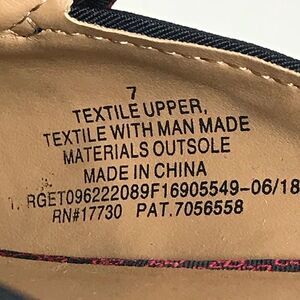 7
TEXTILE UPPER,
TEXTILE WITH MAN MADE
MATERIALS OUTSOLE
MADE IN CHINA
RGET096222089F16905549-06/18
RN#17730 PAT.7056558